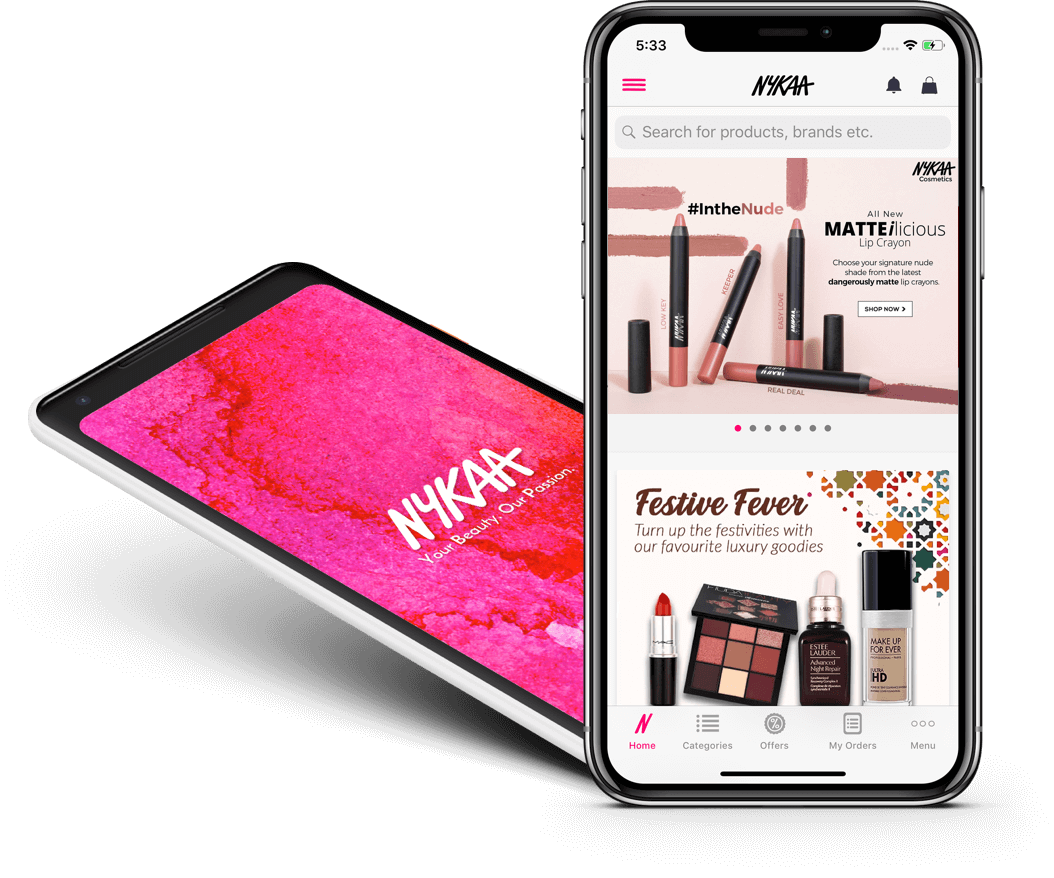 5:33
NYKAA
Search for products, brands etc.
NYKAA
Cosmetics
#IntheNude
All New
MATTEilicious
Lip Crayon
Choose your signature nude
shade from the latest
dangerously matte lip crayons.
SHOP NOW >
LOW KEY
KEEPER
EASY LOVE
REAL DEAL
NYKAA
Your Beauty, Our Passion.
Festive Fever
Turn up the festivities with
our favourite luxury goodies
MAC
ESTĒE
LAUDER
Advanced
Night Repair
MAKE UP
FOR EVER
ULTRA
HD
Home
Categories
Offers
My Orders
Menu